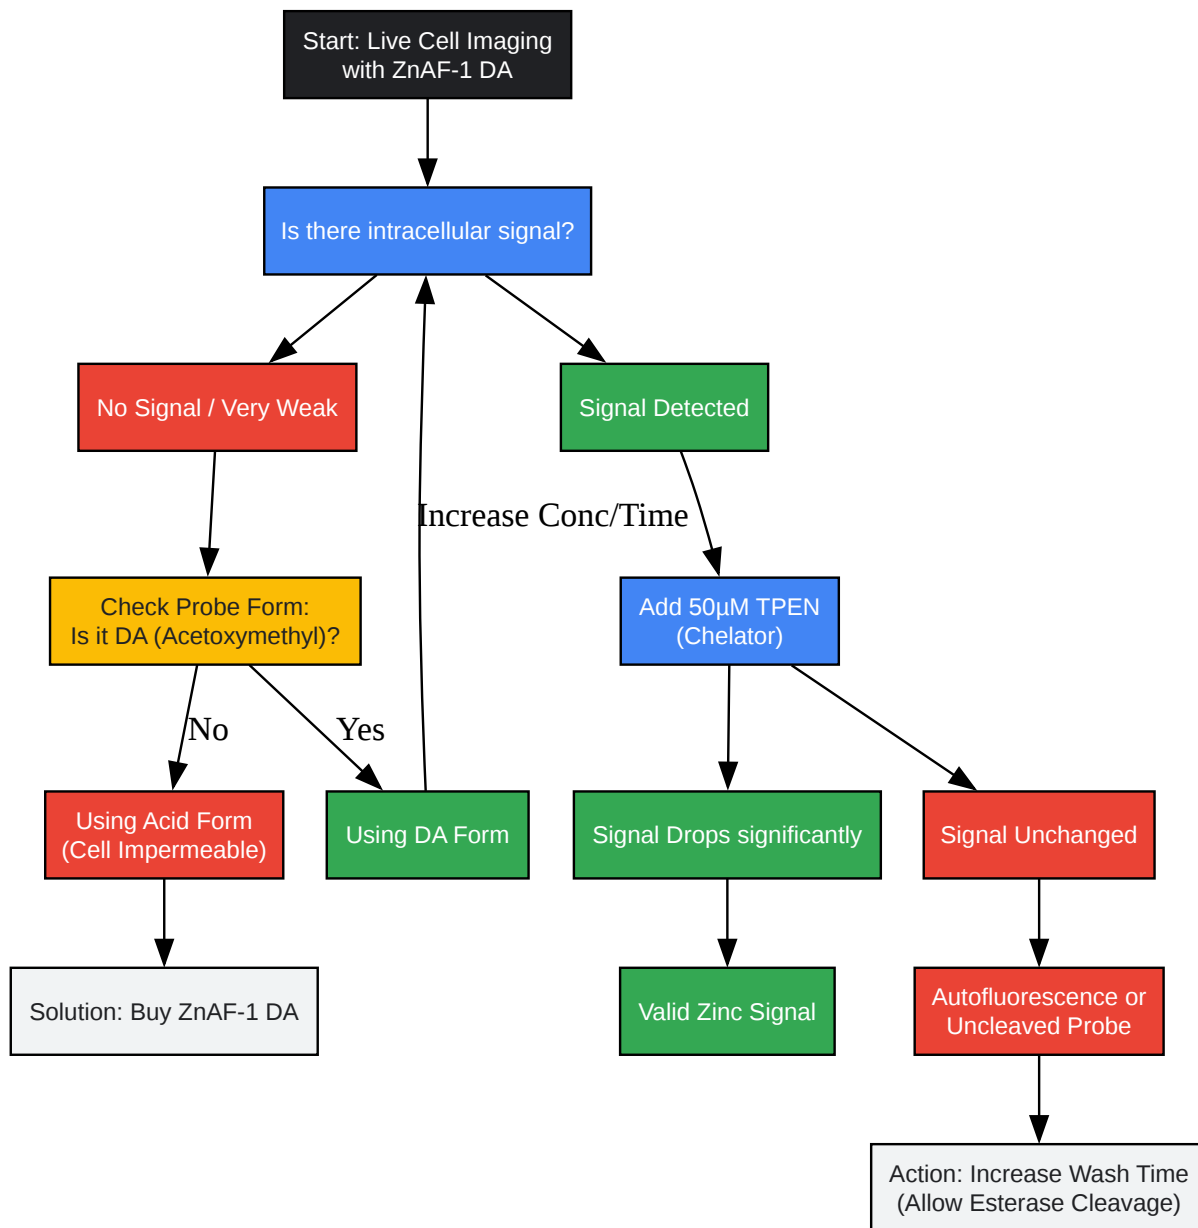 Start: Live Cell Imaging
with ZnAF-1 DA
Is there intracellular signal?
No Signal / Very Weak
Signal Detected
Increase Conc/Time
Check Probe Form:
Is it DA (Acetoxymethyl)?
Add 50µM TPEN
(Chelator)
No
Yes
Using Acid Form
(Cell Impermeable)
Using DA Form
Signal Drops significantly
Signal Unchanged
Solution: Buy ZnAF-1 DA
Valid Zinc Signal
Autofluorescence or
Uncleaved Probe
Action: Increase Wash Time
(Allow Esterase Cleavage)